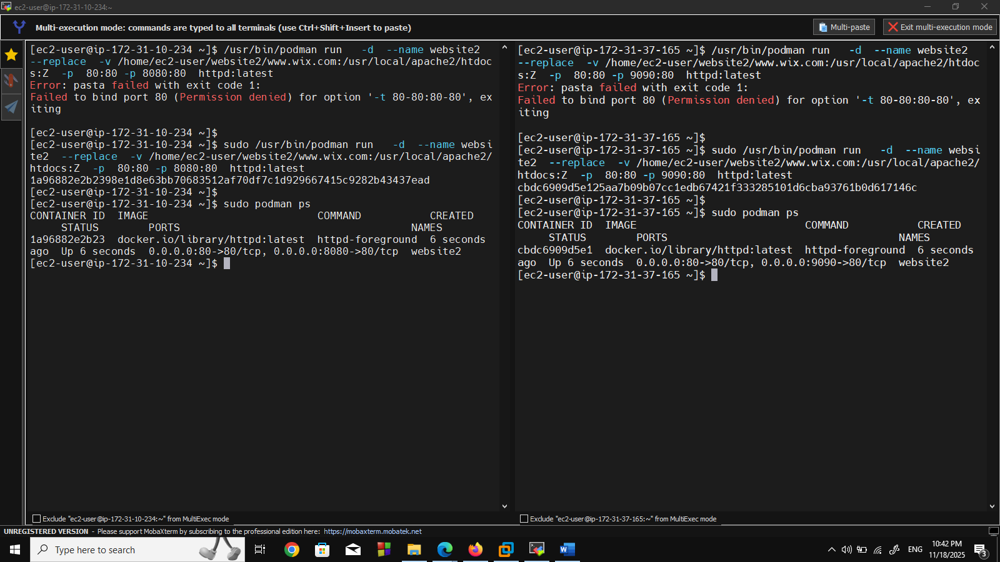 ec2-user@ip-172-31-10-234:~
Multi-execution mode: commands are typed to all terminals (use Ctrl+Shift+Insert to paste)
Multi-paste
Exit multi-execution mode
[ec2-user@ip-172-31-10-234 ~]$ /usr/bin/podman run   -d  --name website2
--replace  -v /home/ec2-user/website2/www.wix.com:/usr/local/apache2/htdoc
s:Z  -p  80:80 -p 8080:80  httpd:latest
Error: pasta failed with exit code 1:
Failed to bind port 80 (Permission denied) for option '-t 80-80:80-80', ex
iting
[ec2-user@ip-172-31-10-234 ~]$
[ec2-user@ip-172-31-10-234 ~]$ sudo /usr/bin/podman run   -d  --name websi
te2  --replace  -v /home/ec2-user/website2/www.wix.com:/usr/local/apache2/
htdocs:Z  -p  80:80 -p 8080:80  httpd:latest
1a96882e2b2398e1d8e63bb70683512af70df7c1d929667415c9282b43437ead
[ec2-user@ip-172-31-10-234 ~]$
[ec2-user@ip-172-31-10-234 ~]$ sudo podman ps
CONTAINER ID  IMAGE                           COMMAND           CREATED
     STATUS        PORTS                                     NAMES
1a96882e2b23  docker.io/library/httpd:latest  httpd-foreground  6 seconds
ago  Up 6 seconds  0.0.0.0:80->80/tcp, 0.0.0.0:8080->80/tcp  website2
[ec2-user@ip-172-31-10-234 ~]$
[ec2-user@ip-172-31-37-165 ~]$ /usr/bin/podman run   -d  --name website2
--replace  -v /home/ec2-user/website2/www.wix.com:/usr/local/apache2/htdoc
s:Z  -p  80:80 -p 9090:80  httpd:latest
Error: pasta failed with exit code 1:
Failed to bind port 80 (Permission denied) for option '-t 80-80:80-80', ex
iting
[ec2-user@ip-172-31-37-165 ~]$
[ec2-user@ip-172-31-37-165 ~]$ sudo /usr/bin/podman run   -d  --name websi
te2  --replace  -v /home/ec2-user/website2/www.wix.com:/usr/local/apache2/
htdocs:Z  -p  80:80 -p 9090:80  httpd:latest
cbdc6909d5e125aa7b09b07cc1edb67421f333285101d6cba93761b0d617146c
[ec2-user@ip-172-31-37-165 ~]$
[ec2-user@ip-172-31-37-165 ~]$ sudo podman ps
CONTAINER ID  IMAGE                           COMMAND           CREATED
     STATUS        PORTS                                     NAMES
cbdc6909d5e1  docker.io/library/httpd:latest  httpd-foreground  6 seconds
ago  Up 6 seconds  0.0.0.0:80->80/tcp, 0.0.0.0:9090->80/tcp  website2
[ec2-user@ip-172-31-37-165 ~]$
Exclude "ec2-user@ip-172-31-10-234:~" from MultiExec mode
Exclude "ec2-user@ip-172-31-37-165:~" from MultiExec mode
UNREGISTERED VERSION - Please support MobaXterm by subscribing to the professional edition here: https://mobaxterm.mobatek.net
Type here to search
W
ENG
10:42 PM
11/18/2025
3